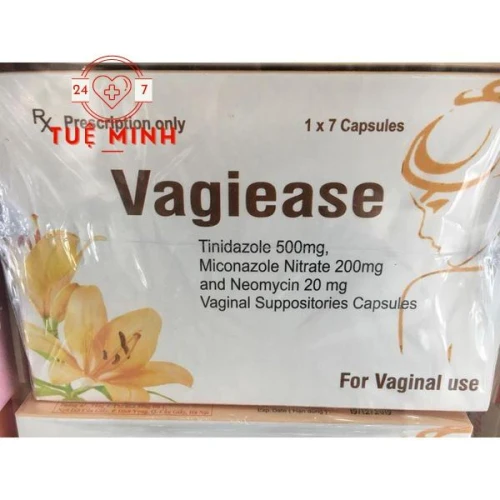 24 7
TUỆ MINH
Rx Prescription only
1 x 7 Capsules
Vagiease
Tinidazole 500mg,
Miconazole Nitrate 200mg
and Neomycin 20 mg
Vaginal Suppositories Capsules
For Vaginal use